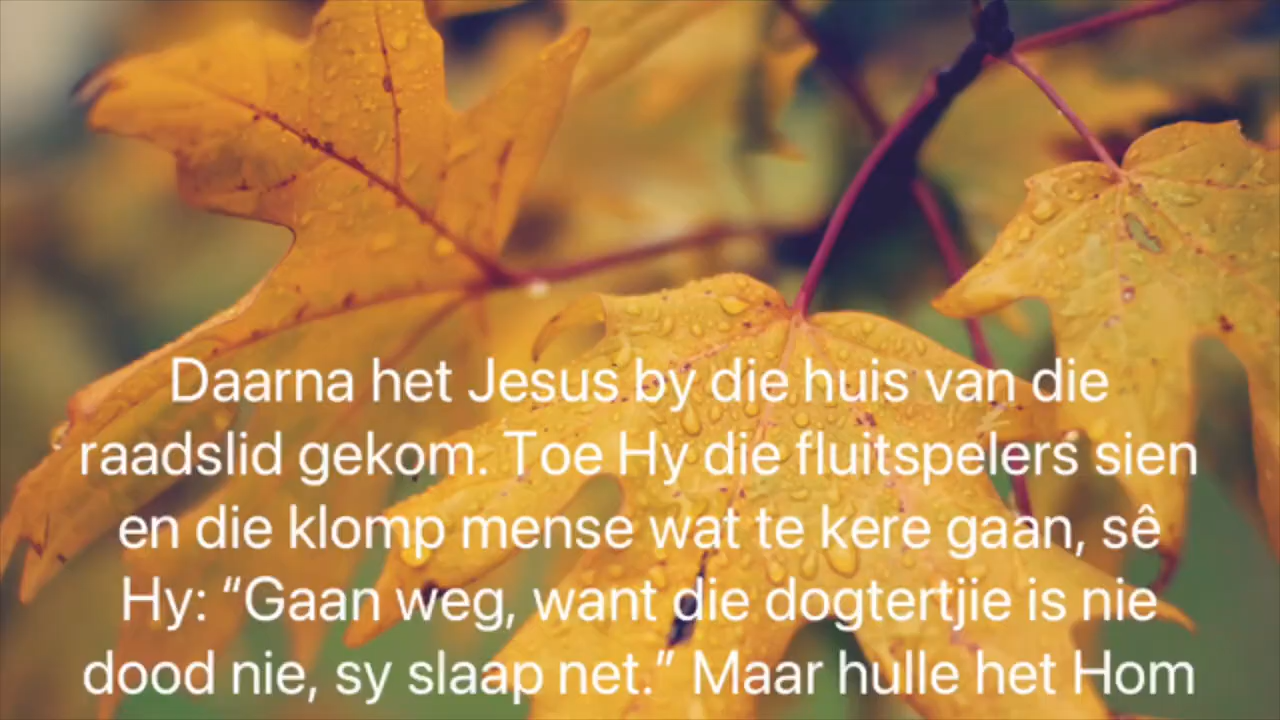 Daarna het Jesus by die huis van die
raadslid gekom. Toe Hy die fluitspelers sien
en die klomp mense wat te kere gaan, sê
Hy: “Gaan weg, want die dogtertjie is nie
dood nie, sy slaap net.” Maar hulle het Hom